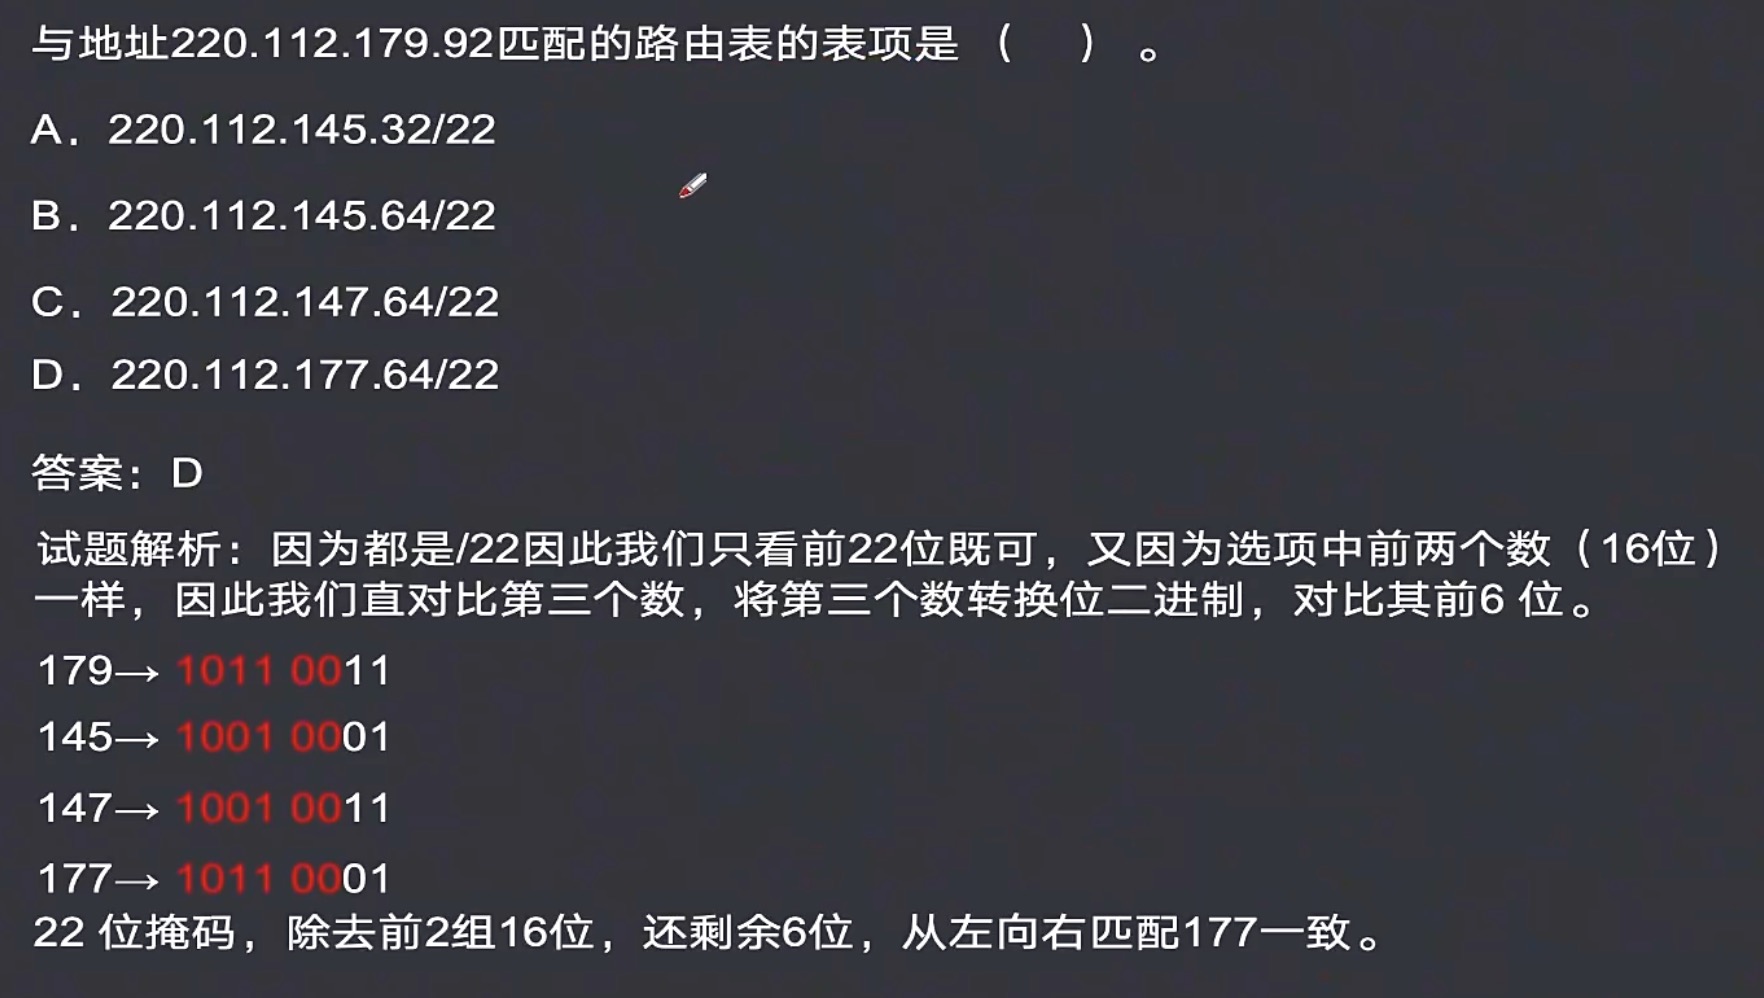 与地址220.112.179.92匹配的路由表的表项是 （ ） 。
A. 220.112.145.32/22
B. 220.112.145.64/22
C. 220.112.147.64/22
D. 220.112.177.64/22
答案：D
试题解析：因为都是/22因此我们只看前22位既可，又因为选项中前两个数（16位）
一样，因此我们直对比第三个数，将第三个数转换位二进制，对比其前6 位。
179→ 1011 0011
145→ 1001 0001
147→ 1001 0011
177→ 1011 0001
22 位掩码，除去前2组16位，还剩余6位，从左向右匹配177一致。